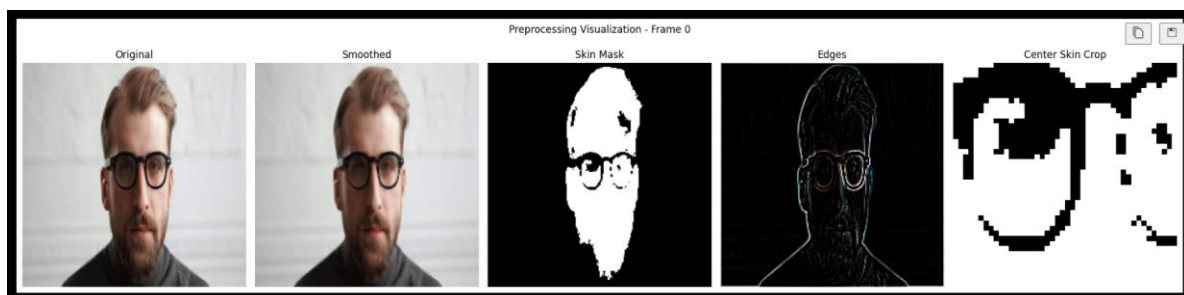 Preprocessing Visualization - Frame 0
Original
Smoothed
Skin Mask
Edges
Center Skin Crop